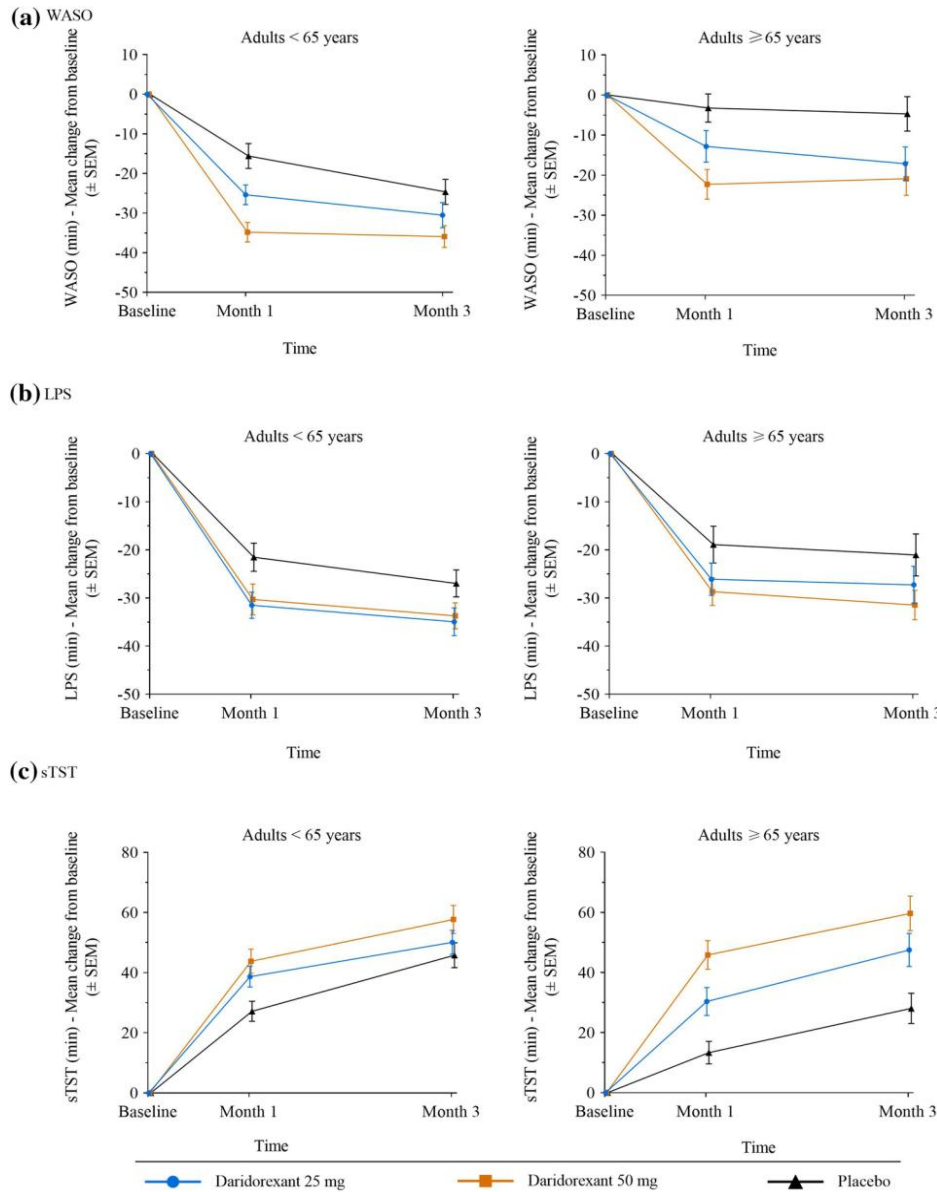 (a) WASO
Adults < 65 years
WASO (min) - Mean change from baseline
(± SEM)
10
0
-10
-20
-30
-40
-50
Baseline
Month 1
Month 3
Time
Adults ⩾ 65 years
WASO (min) - Mean change from baseline
(± SEM)
10
0
-10
-20
-30
-40
-50
Baseline
Month 1
Month 3
Time
(b) LPS
Adults < 65 years
LPS (min) - Mean change from baseline
(± SEM)
0
-10
-20
-30
-40
-50
Baseline
Month 1
Month 3
Time
Adults ⩾ 65 years
LPS (min) - Mean change from baseline
(± SEM)
0
-10
-20
-30
-40
-50
Baseline
Month 1
Month 3
Time
(c) sTST
Adults < 65 years
sTST (min) - Mean change from baseline
(± SEM)
80
60
40
20
0
Baseline
Month 1
Month 3
Time
Adults ⩾ 65 years
sTST (min) - Mean change from baseline
(± SEM)
80
60
40
20
0
Baseline
Month 1
Month 3
Time
Daridorexant 25 mg
Daridorexant 50 mg
Placebo